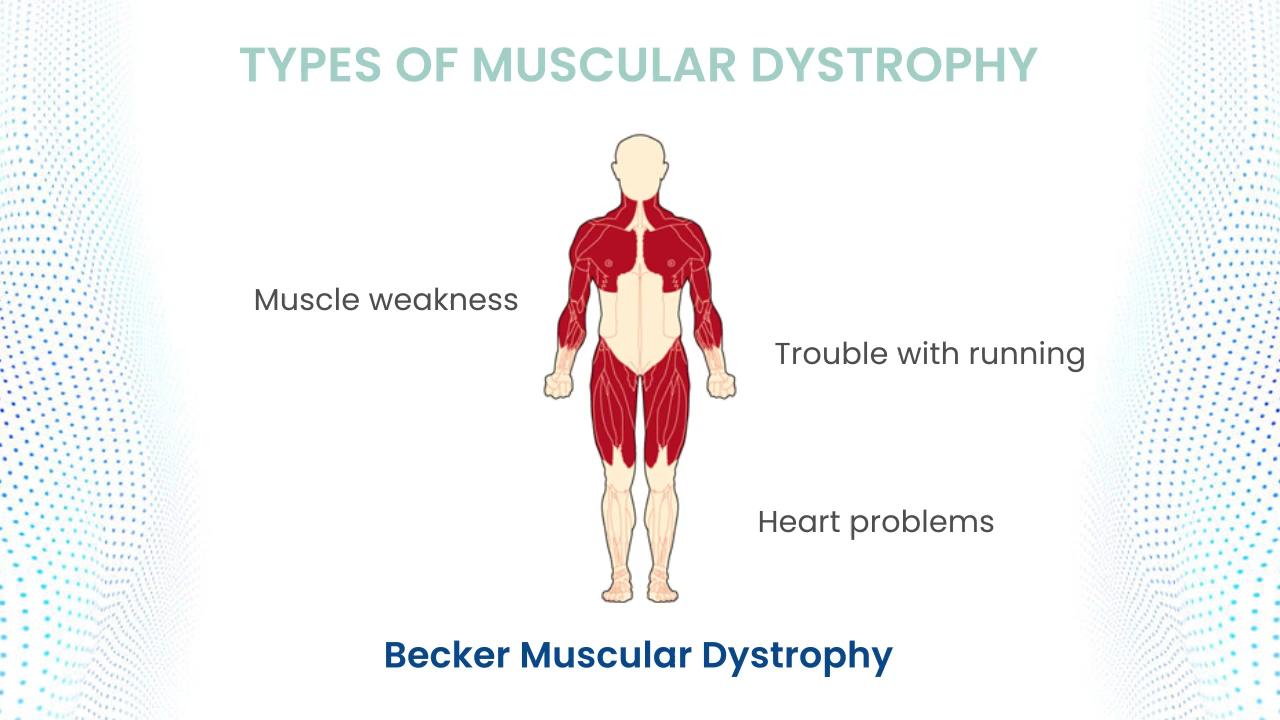 TYPES OF MUSCULAR DYSTROPHY
Muscle weakness
Trouble with running
Heart problems
Becker Muscular Dystrophy